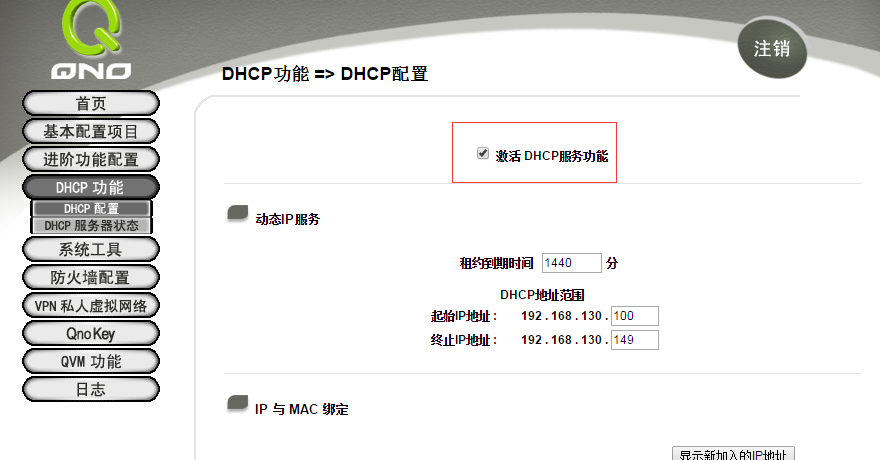 QNO
注销
DHCP功能 => DHCP配置
首页
基本配置项目
进阶功能配置
DHCP 功能
DHCP 配置
DHCP 服务器状态
系统工具
防火墙配置
VPN 私人虚拟网络
QnoKey
QVM 功能
日志
激活 DHCP服务功能
动态IP服务
租约到期时间 1440 分
DHCP地址范围
起始IP地址： 192 . 168 . 130 . 100
终止IP地址： 192 . 168 . 130 . 149
IP 与 MAC 绑定
显示新加入的IP地址